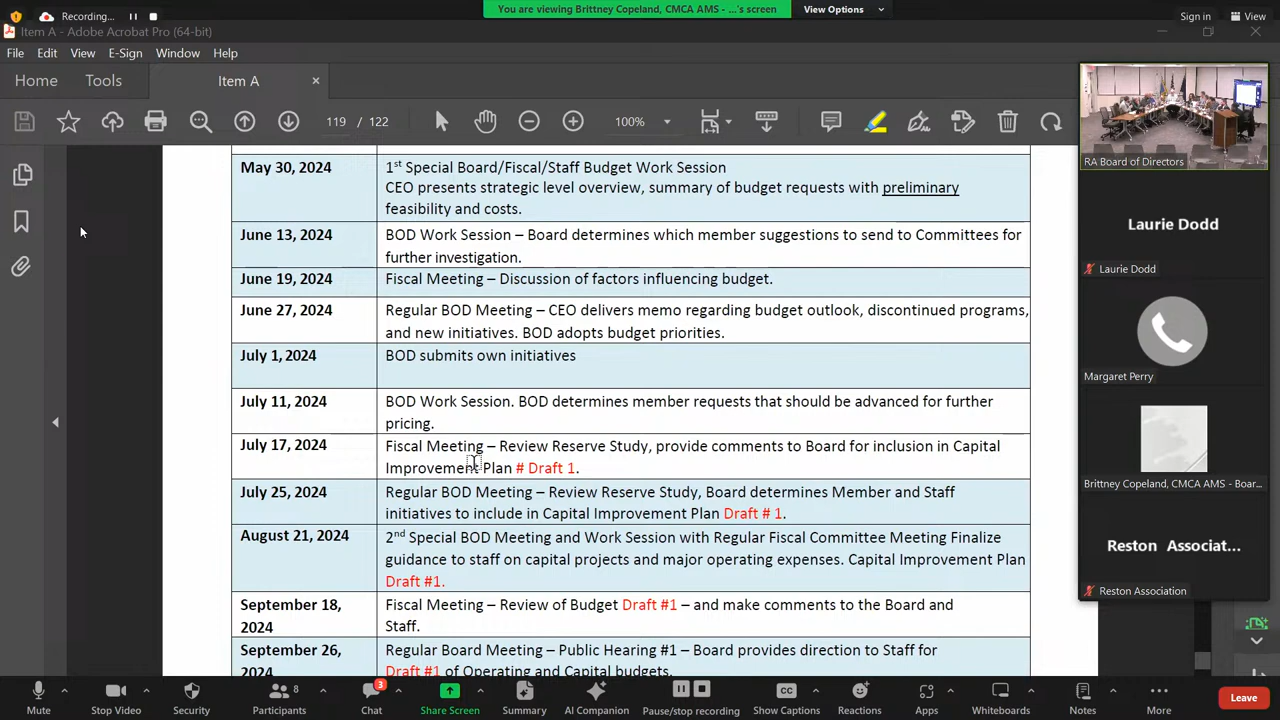 Recording...
You are viewing Brittney Copeland, CMCA AMS - ...'s screen
View Options
Sign in
View
Item A - Adobe Acrobat Pro (64-bit)
File Edit View E-Sign Window Help
Home Tools Item A
119 / 122
100%
May 30, 2024
1st Special Board/Fiscal/Staff Budget Work Session
CEO presents strategic level overview, summary of budget requests with preliminary
feasibility and costs.
June 13, 2024
BOD Work Session – Board determines which member suggestions to send to Committees for
further investigation.
June 19, 2024
Fiscal Meeting – Discussion of factors influencing budget.
June 27, 2024
Regular BOD Meeting – CEO delivers memo regarding budget outlook, discontinued programs,
and new initiatives. BOD adopts budget priorities.
July 1, 2024
BOD submits own initiatives
July 11, 2024
BOD Work Session. BOD determines member requests that should be advanced for further
pricing.
July 17, 2024
Fiscal Meeting – Review Reserve Study, provide comments to Board for inclusion in Capital
Improvement Plan # Draft 1.
July 25, 2024
Regular BOD Meeting – Review Reserve Study, Board determines Member and Staff
initiatives to include in Capital Improvement Plan Draft # 1.
August 21, 2024
2nd Special BOD Meeting and Work Session with Regular Fiscal Committee Meeting Finalize
guidance to staff on capital projects and major operating expenses. Capital Improvement Plan
Draft #1.
September 18,
2024
Fiscal Meeting – Review of Budget Draft #1 – and make comments to the Board and
Staff.
September 26,
2024
Regular Board Meeting – Public Hearing #1 – Board provides direction to Staff for
Draft #1 of Operating and Capital budgets.
RA Board of Directors
Laurie Dodd
Laurie Dodd
Margaret Perry
Brittney Copeland, CMCA AMS - Boar...
Reston Associat...
Reston Association
Mute
Stop Video
Security
8
Participants
3
Chat
Share Screen
Summary
AI Companion
Pause/stop recording
CC
Show Captions
Reactions
Apps
Whiteboards
Notes
More
Leave